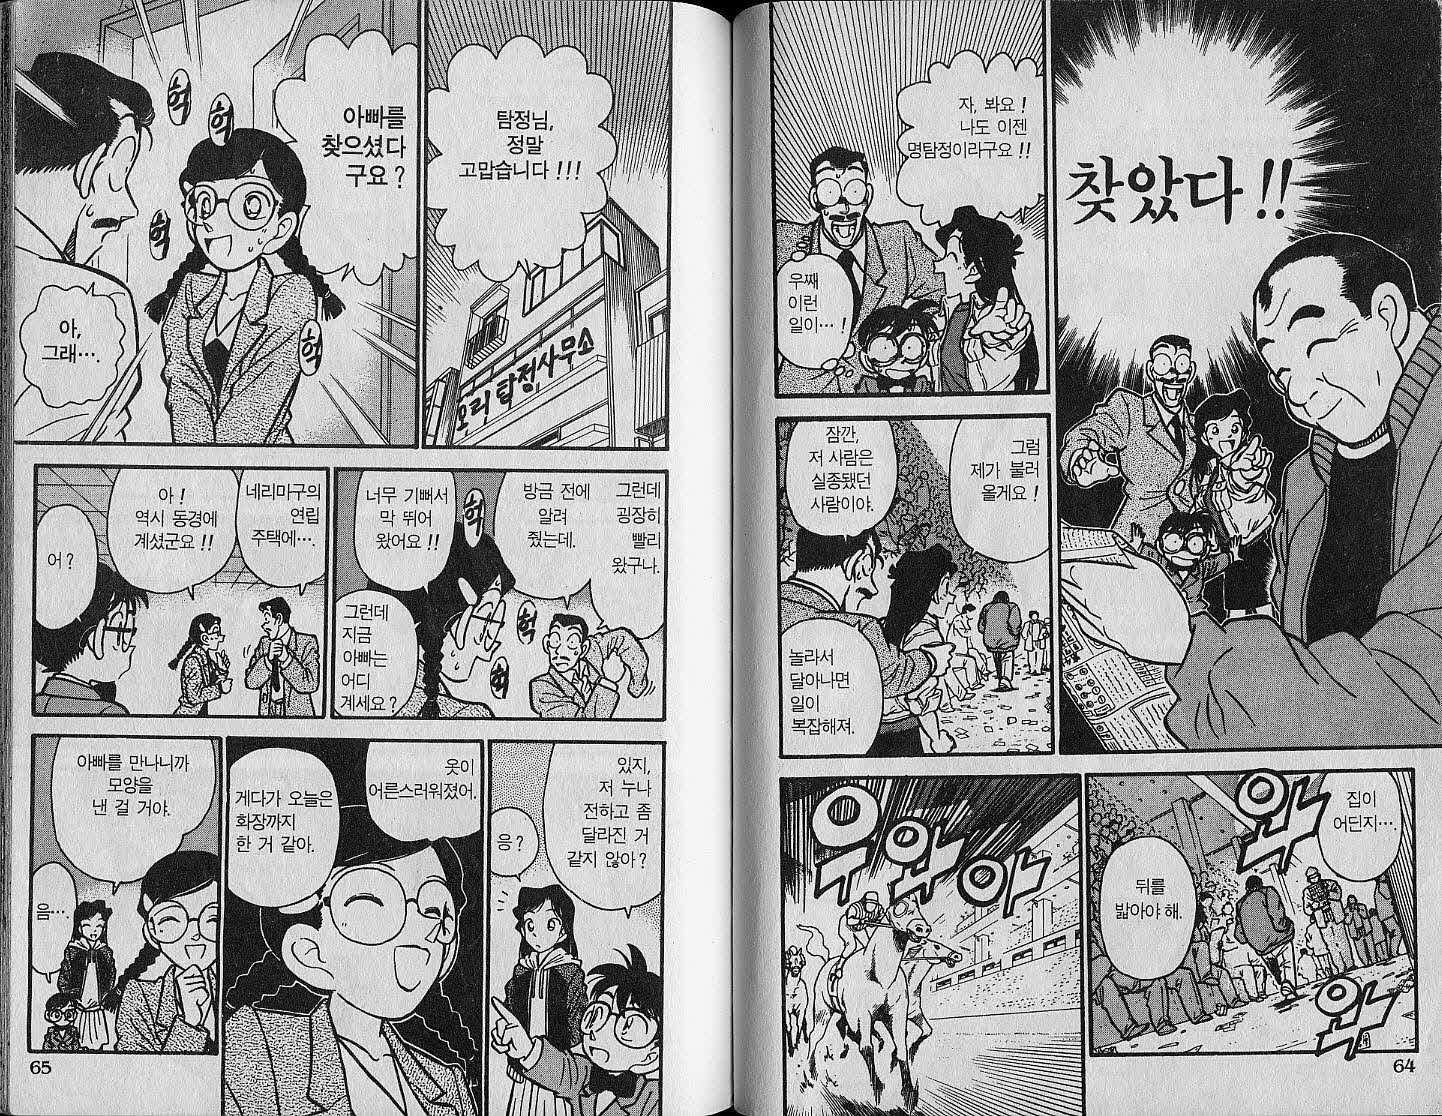 찾았다!!
자, 봐요!
나도 이젠
명탐정이라구요!!
우째
이런
일이…!
그럼
제가 불러
올게요!
잠깐,
저 사람은
실종됐던
사람이야.
놀라서
달아나면
일이
복잡해져.
집이
어딘지….
뒤를
밟아야 해.
와
와
우 와 아
64
탐정님,
정말
고맙습니다!!!
모리탐정사무소
아빠를
찾으셨다
구요?
헉
헉
헉
헉
아,
그래….
그런데
굉장히
빨리
왔구나.
방금 전에
알려
줬는데.
너무 기뻐서
막 뛰어
왔어요!!
헉
헉
헉
그런데
지금
아빠는
어디
계세요?
네리마구의
연립
주택에….
아!
역시 동경에
계셨군요!!
어?
있지,
저 누나
전하고 좀
달라진 거
같지 않아?
응?
옷이
어른스러워졌어.
게다가 오늘은
화장까지
한 거 같아.
아빠를 만나니까
모양을
낸 걸 거야.
음….
65